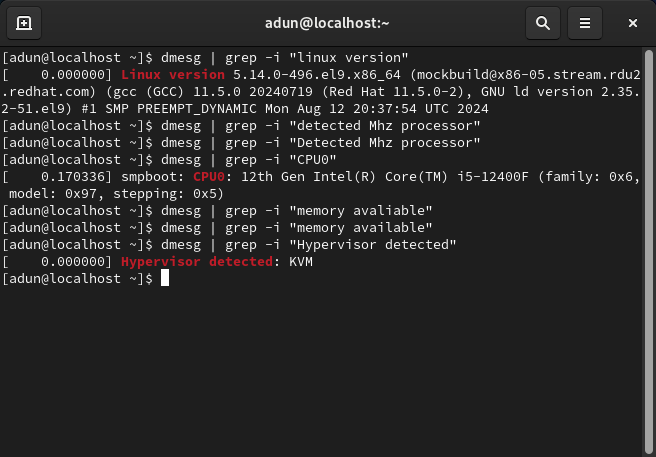 adun@localhost:~
[adun@localhost ~]$ dmesg | grep -i "linux version"
[    0.000000] Linux version 5.14.0-496.el9.x86_64 (mockbuild@x86-05.stream.rdu2
.redhat.com) (gcc (GCC) 11.5.0 20240719 (Red Hat 11.5.0-2), GNU ld version 2.35.
2-51.el9) #1 SMP PREEMPT_DYNAMIC Mon Aug 12 20:37:54 UTC 2024
[adun@localhost ~]$ dmesg | grep -i "detected Mhz processor"
[adun@localhost ~]$ dmesg | grep -i "Detected Mhz processor"
[adun@localhost ~]$ dmesg | grep -i "CPU0"
[    0.170336] smpboot: CPU0: 12th Gen Intel(R) Core(TM) i5-12400F (family: 0x6,
 model: 0x97, stepping: 0x5)
[adun@localhost ~]$ dmesg | grep -i "memory avaliable"
[adun@localhost ~]$ dmesg | grep -i "memory available"
[adun@localhost ~]$ dmesg | grep -i "Hypervisor detected"
[    0.000000] Hypervisor detected: KVM
[adun@localhost ~]$